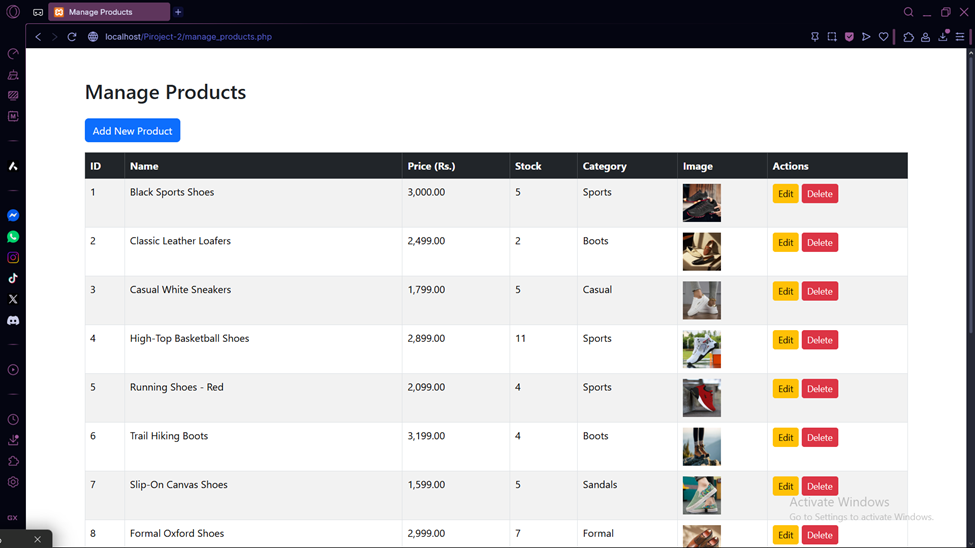 Manage Products
localhost/Piroject-2/manage_products.php
Manage Products
Add New Product
ID Name Price (Rs.) Stock Category Image Actions
1 Black Sports Shoes 3,000.00 5 Sports Edit Delete
2 Classic Leather Loafers 2,499.00 2 Boots Edit Delete
3 Casual White Sneakers 1,799.00 5 Casual Edit Delete
4 High-Top Basketball Shoes 2,899.00 11 Sports Edit Delete
5 Running Shoes - Red 2,099.00 4 Sports Edit Delete
6 Trail Hiking Boots 3,199.00 4 Boots Edit Delete
7 Slip-On Canvas Shoes 1,599.00 5 Sandals Edit Delete
Activate Windows
Go to Settings to activate Windows.
8 Formal Oxford Shoes 2,999.00 7 Formal Edit Delete